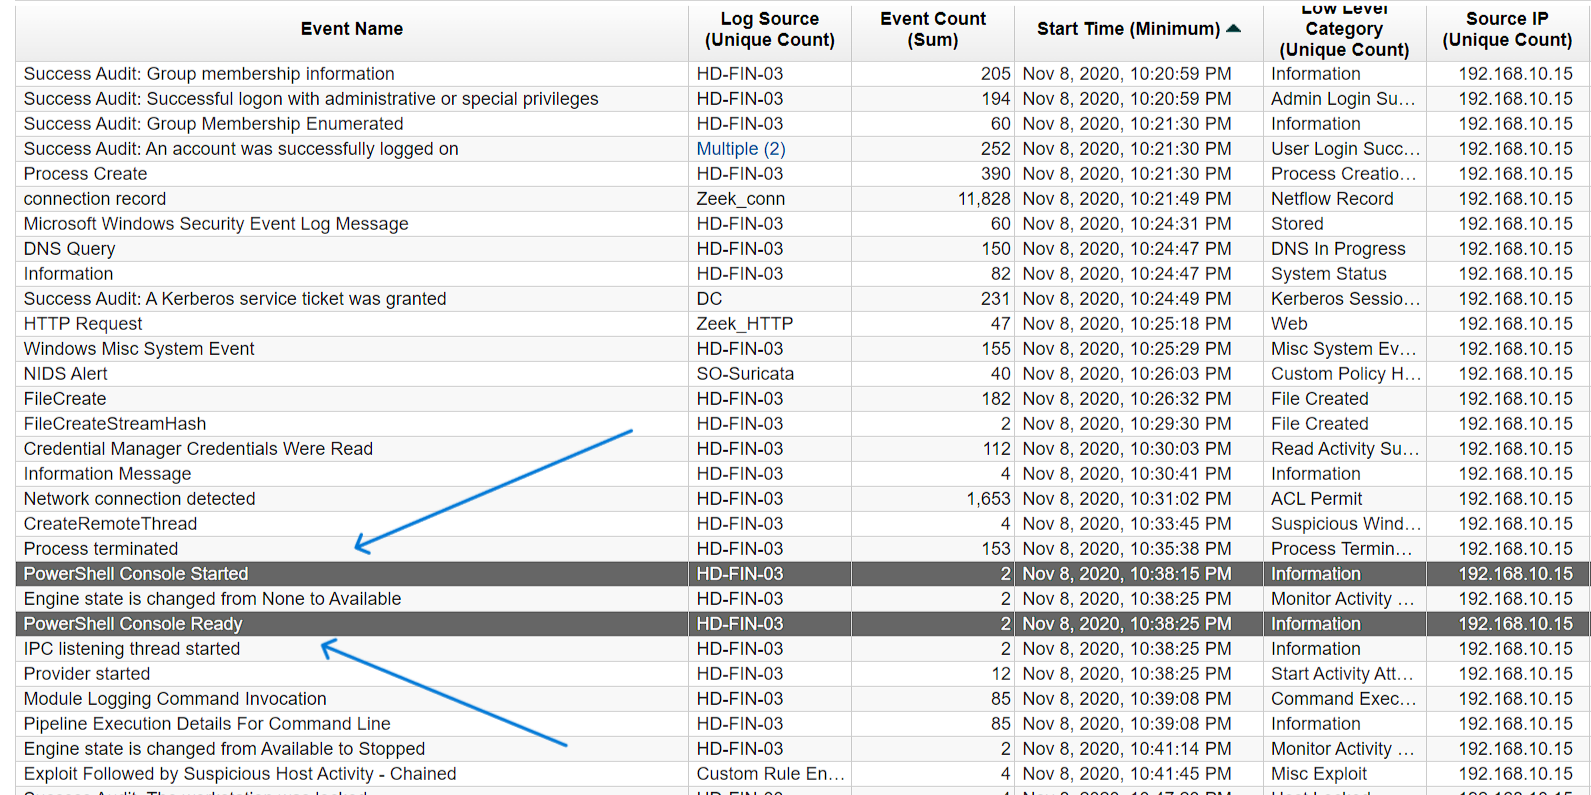 Event Name Log Source (Unique Count) Event Count (Sum) Start Time (Minimum) Low Level Category (Unique Count) Source IP (Unique Count)
Success Audit: Group membership information HD-FIN-03 205 Nov 8, 2020, 10:20:59 PM Information 192.168.10.15
Success Audit: Successful logon with administrative or special privileges HD-FIN-03 194 Nov 8, 2020, 10:20:59 PM Admin Login Su... 192.168.10.15
Success Audit: Group Membership Enumerated HD-FIN-03 60 Nov 8, 2020, 10:21:30 PM Information 192.168.10.15
Success Audit: An account was successfully logged on Multiple (2) 252 Nov 8, 2020, 10:21:30 PM User Login Succ... 192.168.10.15
Process Create HD-FIN-03 390 Nov 8, 2020, 10:21:30 PM Process Creatio... 192.168.10.15
connection record Zeek_conn 11,828 Nov 8, 2020, 10:21:49 PM Netflow Record 192.168.10.15
Microsoft Windows Security Event Log Message HD-FIN-03 60 Nov 8, 2020, 10:24:31 PM Stored 192.168.10.15
DNS Query HD-FIN-03 150 Nov 8, 2020, 10:24:47 PM DNS In Progress 192.168.10.15
Information HD-FIN-03 82 Nov 8, 2020, 10:24:47 PM System Status 192.168.10.15
Success Audit: A Kerberos service ticket was granted DC 231 Nov 8, 2020, 10:24:49 PM Kerberos Sessio... 192.168.10.15
HTTP Request Zeek_HTTP 47 Nov 8, 2020, 10:25:18 PM Web 192.168.10.15
Windows Misc System Event HD-FIN-03 155 Nov 8, 2020, 10:25:29 PM Misc System Ev... 192.168.10.15
NIDS Alert SO-Suricata 40 Nov 8, 2020, 10:26:03 PM Custom Policy H... 192.168.10.15
FileCreate HD-FIN-03 182 Nov 8, 2020, 10:26:32 PM File Created 192.168.10.15
FileCreateStreamHash HD-FIN-03 2 Nov 8, 2020, 10:29:30 PM File Created 192.168.10.15
Credential Manager Credentials Were Read HD-FIN-03 112 Nov 8, 2020, 10:30:03 PM Read Activity Su... 192.168.10.15
Information Message HD-FIN-03 4 Nov 8, 2020, 10:30:41 PM Information 192.168.10.15
Network connection detected HD-FIN-03 1,653 Nov 8, 2020, 10:31:02 PM ACL Permit 192.168.10.15
CreateRemoteThread HD-FIN-03 4 Nov 8, 2020, 10:33:45 PM Suspicious Wind... 192.168.10.15
Process terminated HD-FIN-03 153 Nov 8, 2020, 10:35:38 PM Process Termin... 192.168.10.15
PowerShell Console Started HD-FIN-03 2 Nov 8, 2020, 10:38:15 PM Information 192.168.10.15
Engine state is changed from None to Available HD-FIN-03 2 Nov 8, 2020, 10:38:25 PM Monitor Activity ... 192.168.10.15
PowerShell Console Ready HD-FIN-03 2 Nov 8, 2020, 10:38:25 PM Information 192.168.10.15
IPC listening thread started HD-FIN-03 2 Nov 8, 2020, 10:38:25 PM Information 192.168.10.15
Provider started HD-FIN-03 12 Nov 8, 2020, 10:38:25 PM Start Activity Att... 192.168.10.15
Module Logging Command Invocation HD-FIN-03 85 Nov 8, 2020, 10:39:08 PM Command Exec... 192.168.10.15
Pipeline Execution Details For Command Line HD-FIN-03 85 Nov 8, 2020, 10:39:08 PM Information 192.168.10.15
Engine state is changed from Available to Stopped HD-FIN-03 2 Nov 8, 2020, 10:41:14 PM Monitor Activity ... 192.168.10.15
Exploit Followed by Suspicious Host Activity - Chained Custom Rule En... 4 Nov 8, 2020, 10:41:45 PM Misc Exploit 192.168.10.15